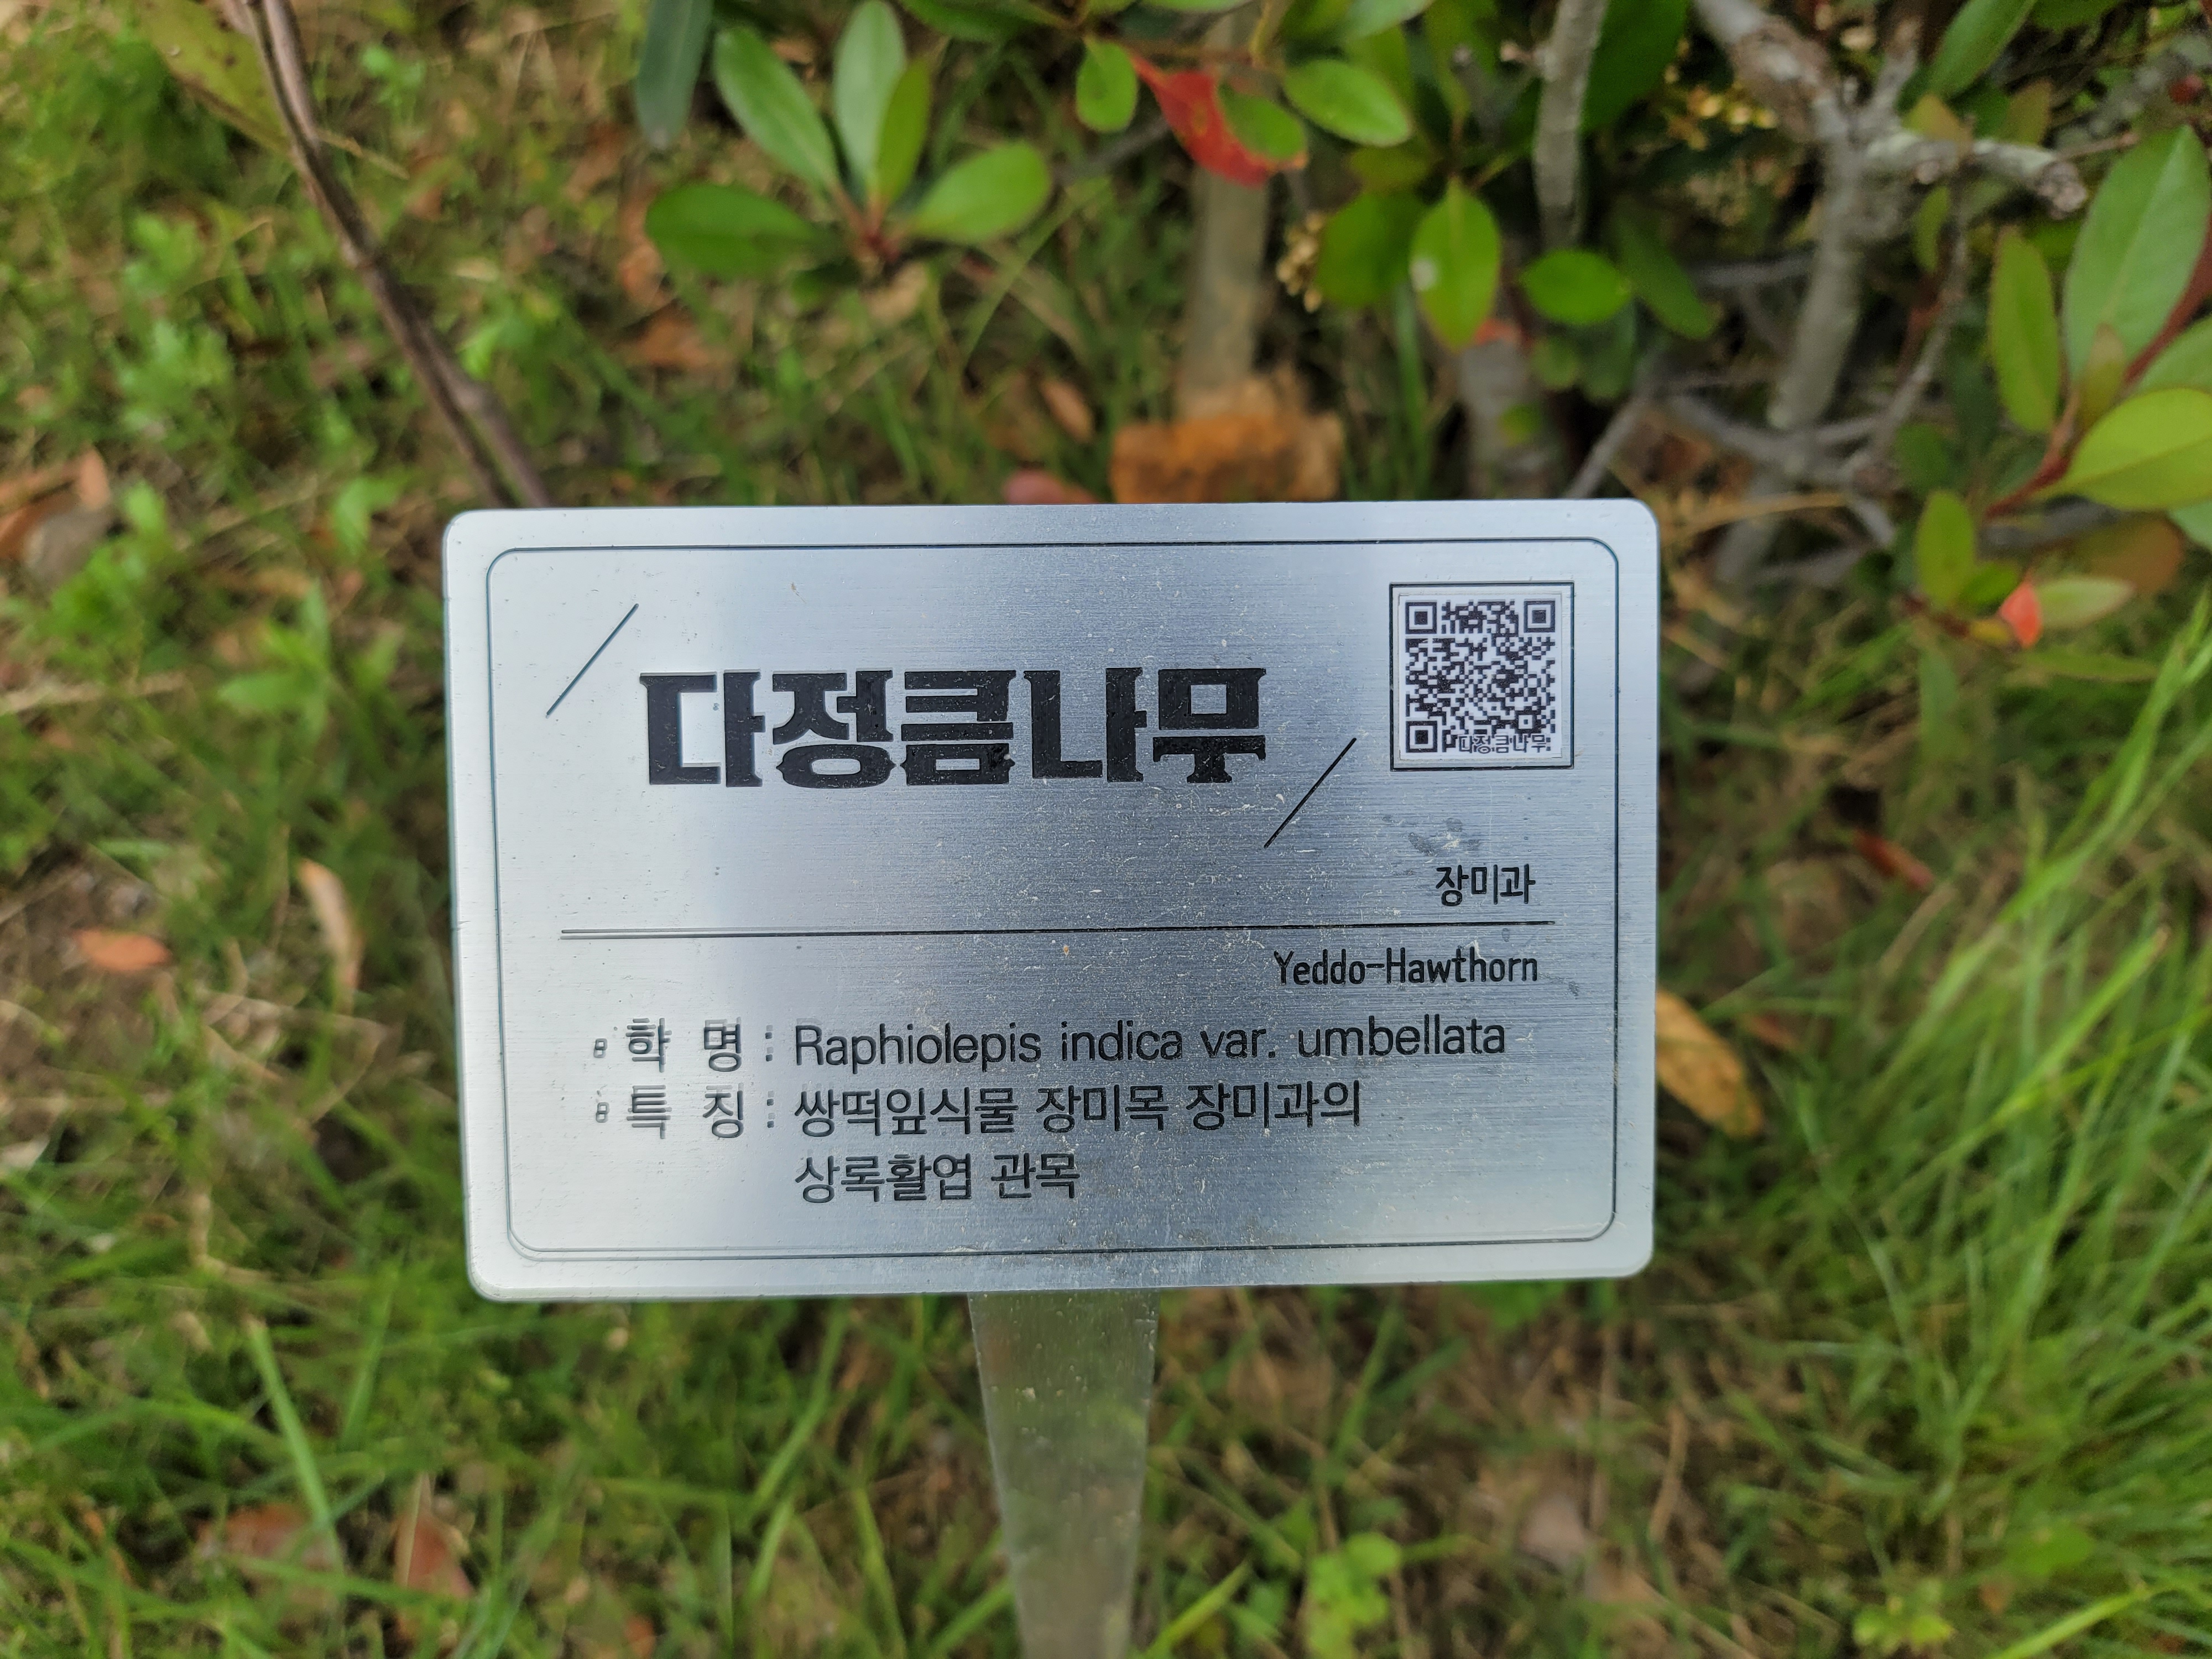 다정큼나무
다정큼나무
장미과
Yeddo-Hawthorn
학 명 : Raphiolepis indica var. umbellata
특 징 : 쌍떡잎식물 장미목 장미과의
상록활엽 관목